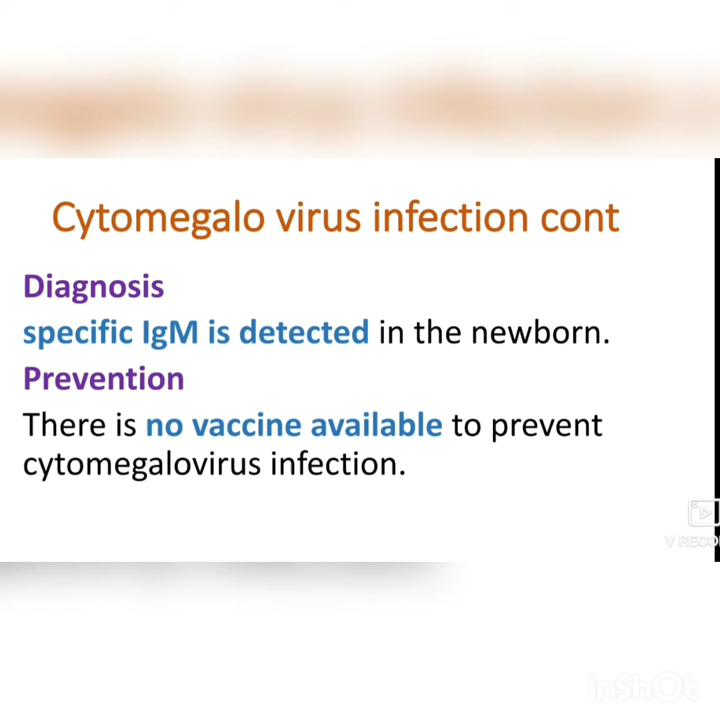 Cytomegalo virus infection cont
Diagnosis
specific IgM is detected in the newborn.
Prevention
There is no vaccine available to prevent
cytomegalovirus infection.
V RECO
InShOt